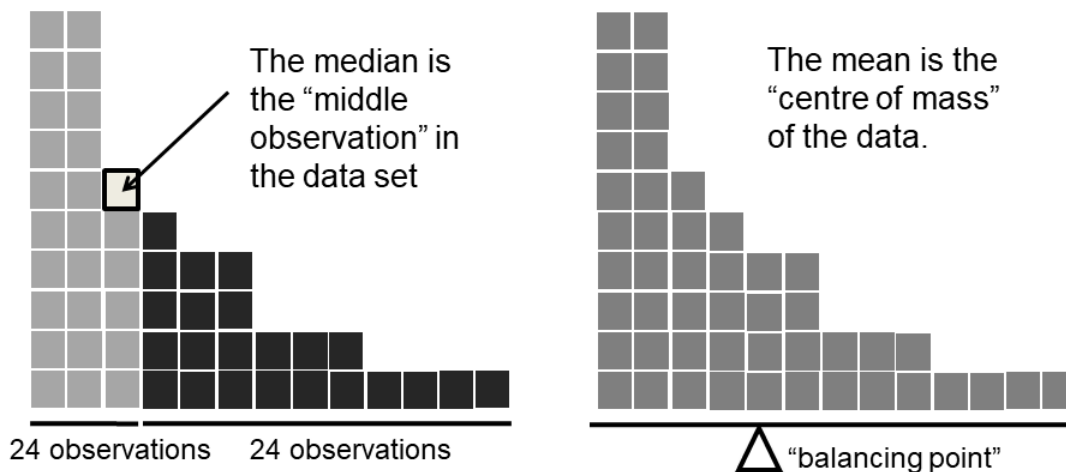 The median is
the “middle
observation” in
the data set
24 observations
24 observations
The mean is the
“centre of mass”
of the data.
“balancing point”